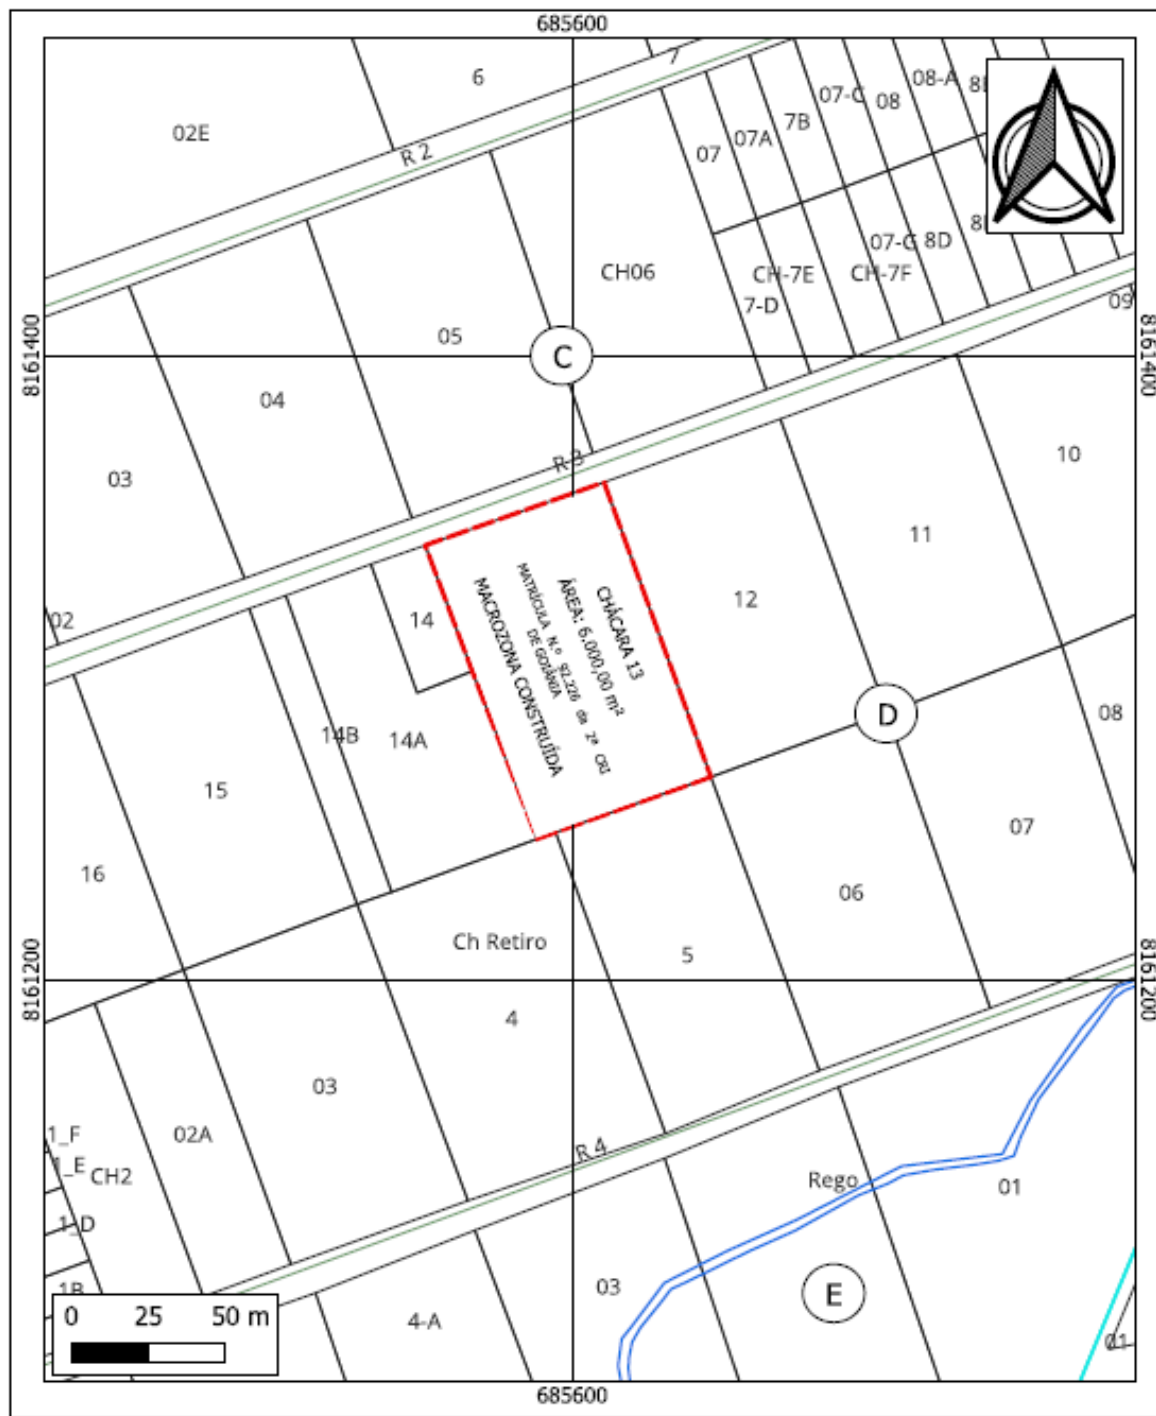 685600
6
7
02E
R 2
08-A
07-C
08
7B
07A
07
07-G
8D
CH06
CH-7E
CH-7F
7-D
09
8161400
8161400
05
C
04
03
R 3
10
11
12
02
14
CHÁCARA 13
ÁREA: 6.000,00 m²
MATRÍCULA N.º 92.226 da 2ª CRI
DE GOIÂNIA
MACROZONA CONSTRUÍDA
D
08
14B
14A
15
07
16
06
Ch Retiro
5
8161200
8161200
4
03
02A
1_F
1_E
CH2
R 4
Rego
01
1_D
1B
03
E
4-A
01
0 25 50 m
685600